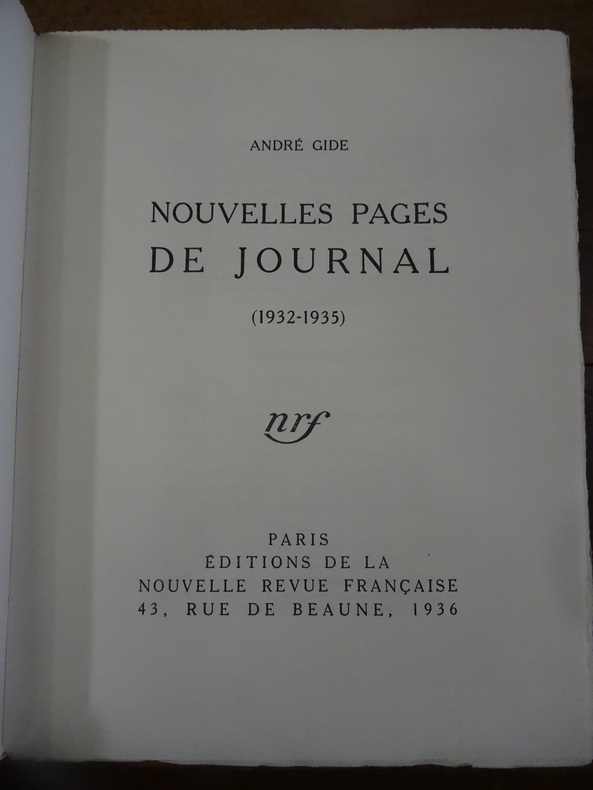 ANDRÉ GIDE
NOUVELLES PAGES
DE JOURNAL
(1932-1935)
nrf
PARIS
ÉDITIONS DE LA
NOUVELLE REVUE FRANÇAISE
43, RUE DE BEAUNE, 1936